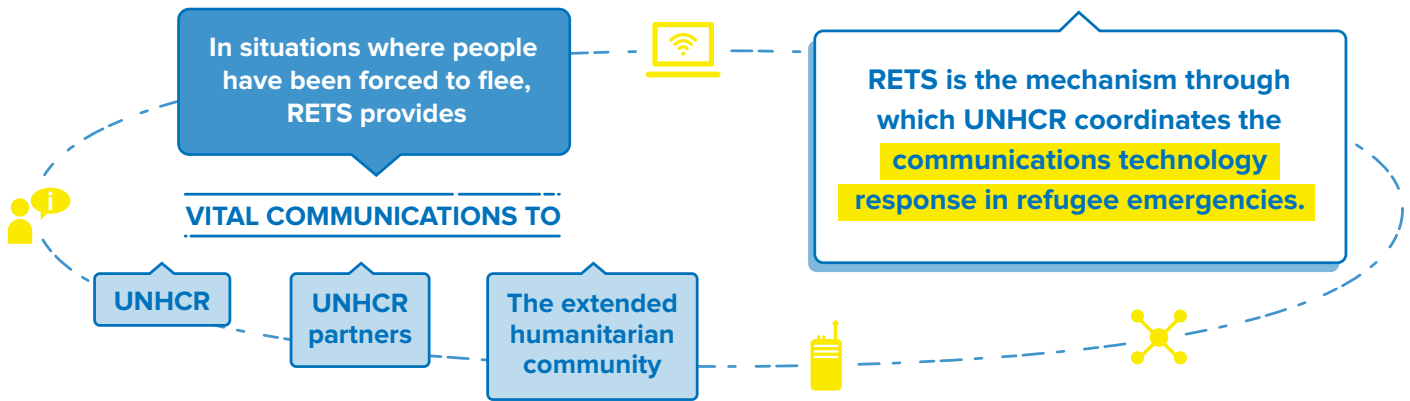 In situations where people
have been forced to flee,
RETS provides
VITAL COMMUNICATIONS TO
UNHCR
UNHCR
partners
The extended
humanitarian
community
RETS is the mechanism through
which UNHCR coordinates the
communications technology
response in refugee emergencies.